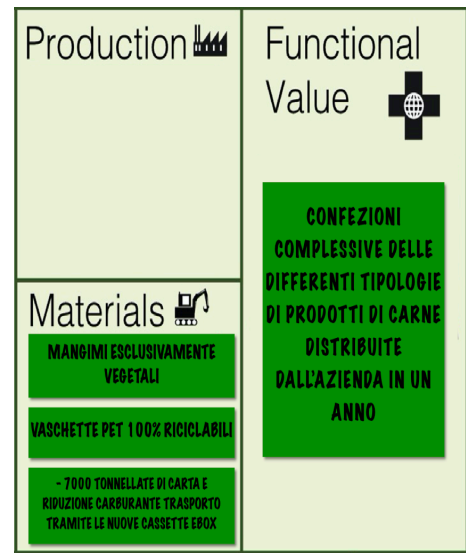 Production
Materials
MANGIMI ESCLUSIVAMENTE
VEGETALI
VASCHETTE PET 100% RICICLABILI
- 7000 TONNELLATE DI CARTA E
RIDUZIONE CARBURANTE TRASPORTO
TRAMITE LE NUOVE CASSETTE EBOX
Functional
Value
CONFEZIONI
COMPLESSIVE DELLE
DIFFERENTI TIPOLOGIE
DI PRODOTTI DI CARNE
DISTRIBUITE
DALL'AZIENDA IN UN
ANNO